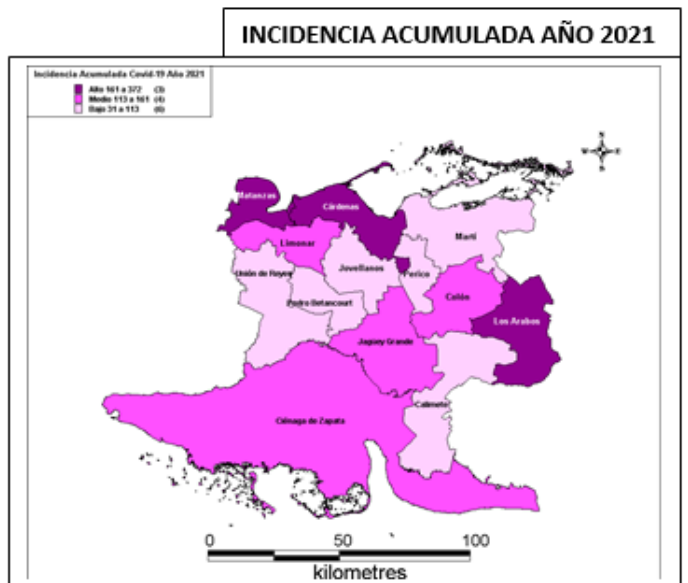 INCIDENCIA ACUMULADA AÑO 2021
Incidencia Acumulada Covid-19 Año 2021
Alto 161 a 372 (3)
Medio 113 a 161 (4)
Bajo 31 a 113 (6)
N
W E
S
Matanzas
Cárdenas
Martí
Limonar
Jovellanos
Perico
Unión de Reyes
Colón
Pedro Betancourt
Los Arabos
Jagüey Grande
Calimete
Ciénaga de Zapata
0 50 100
kilometres